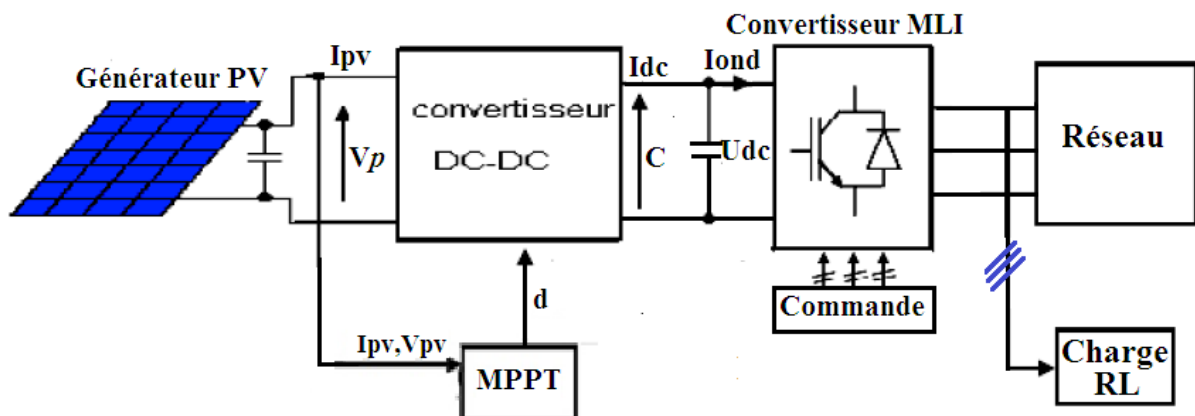 Convertisseur MLI
Générateur PV
Ipv
Idc
Iond
convertisseur
DC-DC
Vp
C
Udc
Réseau
d
Commande
Ipv,Vpv
MPPT
Charge
RL